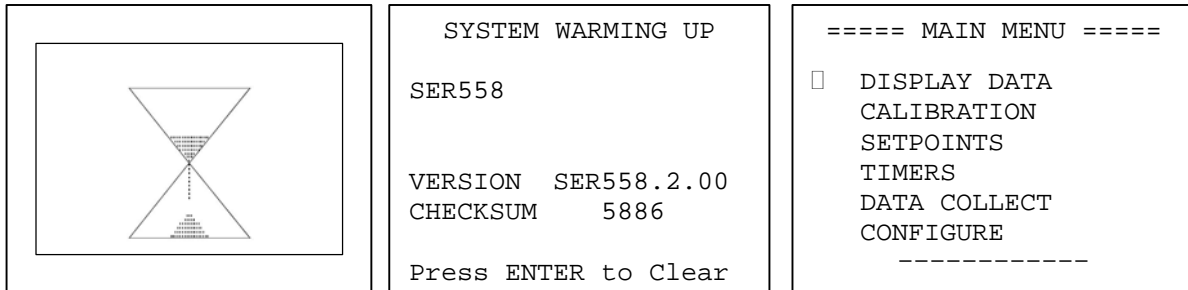 SYSTEM WARMING UP
SER558
VERSION SER558.2.00
CHECKSUM 5886
Press ENTER to Clear
===== MAIN MENU =====
DISPLAY DATA
CALIBRATION
SETPOINTS
TIMERS
DATA COLLECT
CONFIGURE
------------